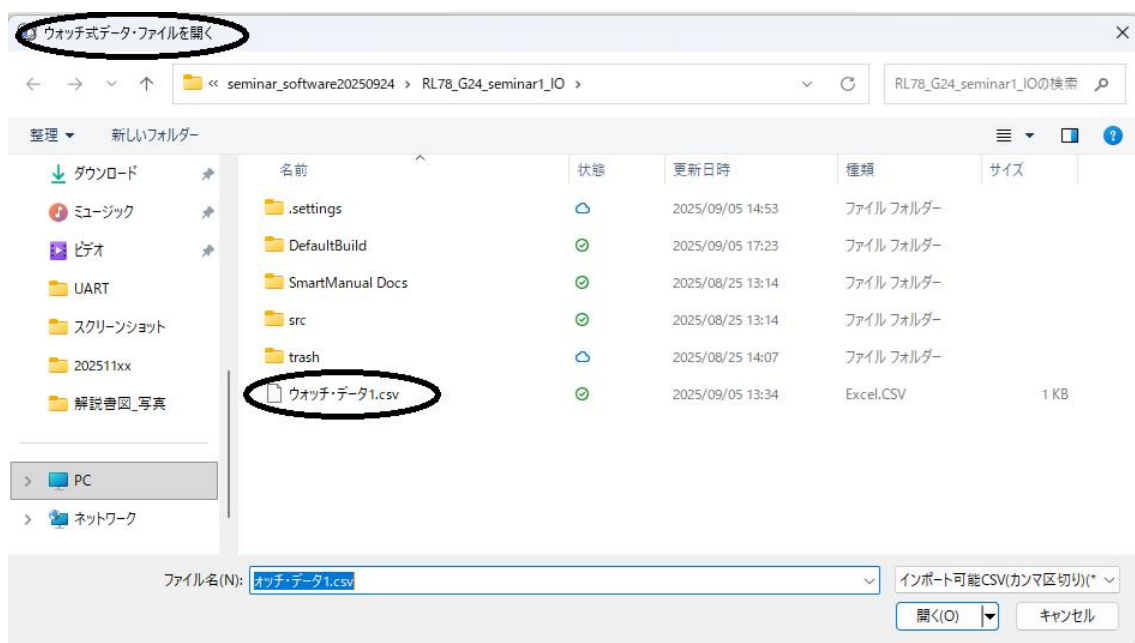 ウォッチ式データ・ファイルを開く
« seminar_software20250924 › RL78_G24_seminar1_IO ›
RL78_G24_seminar1_IOの検索
整理 新しいフォルダー
名前 状態 更新日時 種類 サイズ
ダウンロード
ミュージック
ビデオ
UART
スクリーンショット
202511xx
解説書図_写真
PC
ネットワーク
.settings 2025/09/05 14:53 ファイル フォルダー
DefaultBuild 2025/09/05 17:23 ファイル フォルダー
SmartManual Docs 2025/08/25 13:14 ファイル フォルダー
src 2025/08/25 13:14 ファイル フォルダー
trash 2025/08/25 14:07 ファイル フォルダー
ウォッチ・データ1.csv 2025/09/05 13:34 Excel.CSV 1 KB
ファイル名(N): オッチ・データ1.csv インポート可能CSV(カンマ区切り)(*
開く(O) キャンセル